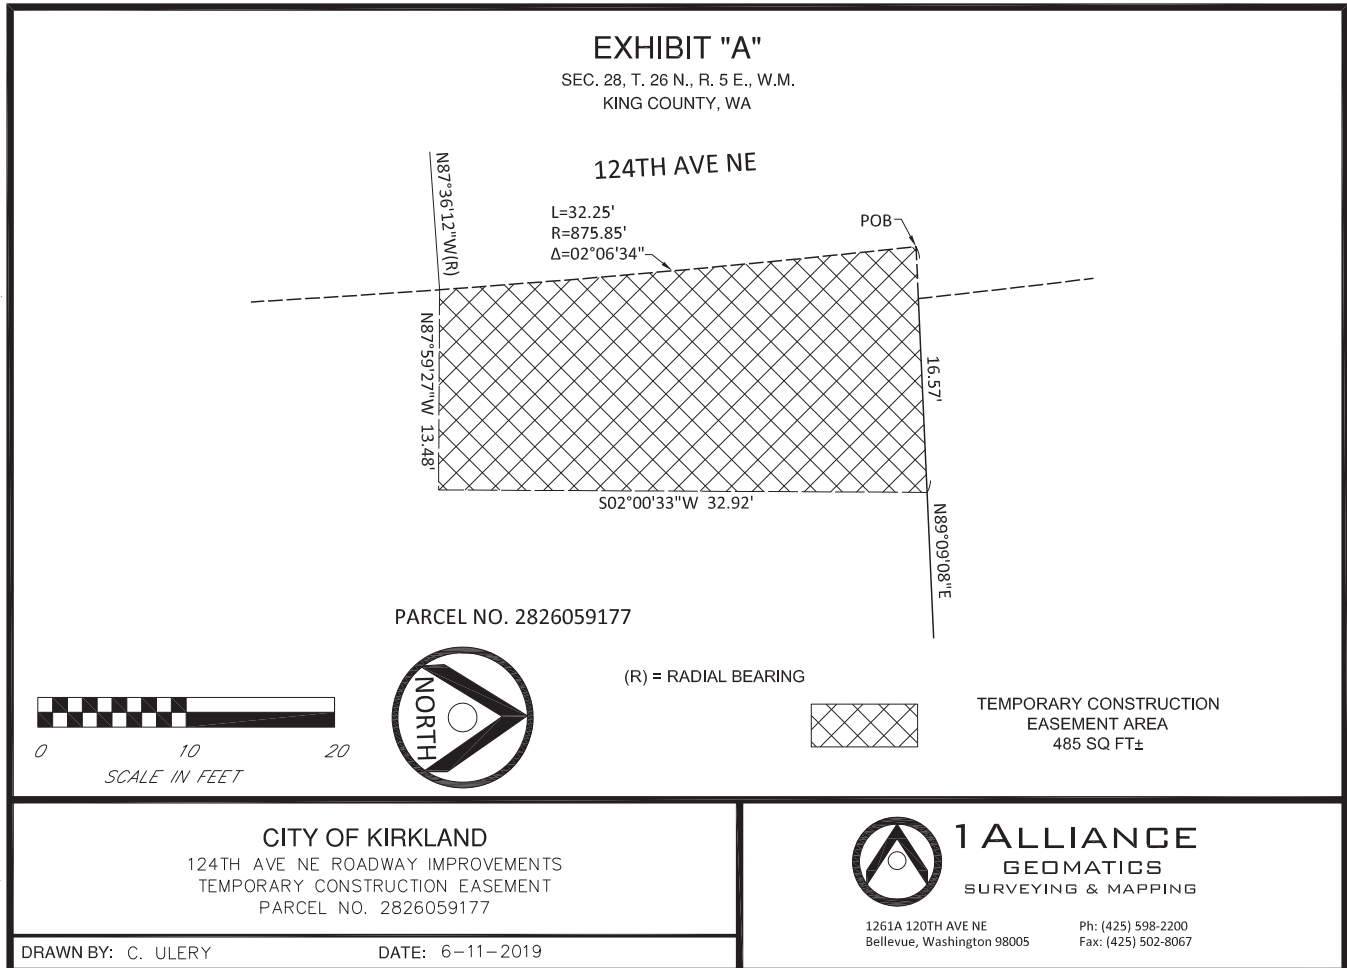 EXHIBIT "A"
SEC. 28, T. 26 N., R. 5 E., W.M.
KING COUNTY, WA
124TH AVE NE
N87°36'12"W(R)
L=32.25'
R=875.85'
Δ=02°06'34"
POB
N87°59'27"W 13.48'
16.57'
S02°00'33"W 32.92'
N89°09'08"E
PARCEL NO. 2826059177
NORTH
(R) = RADIAL BEARING
TEMPORARY CONSTRUCTION
EASEMENT AREA
485 SQ FT±
0 10 20
SCALE IN FEET
CITY OF KIRKLAND
124TH AVE NE ROADWAY IMPROVEMENTS
TEMPORARY CONSTRUCTION EASEMENT
PARCEL NO. 2826059177
DRAWN BY: C. ULERY DATE: 6-11-2019
1 ALLIANCE
GEOMATICS
SURVEYING & MAPPING
1261A 120TH AVE NE
Bellevue, Washington 98005
Ph: (425) 598-2200
Fax: (425) 502-8067